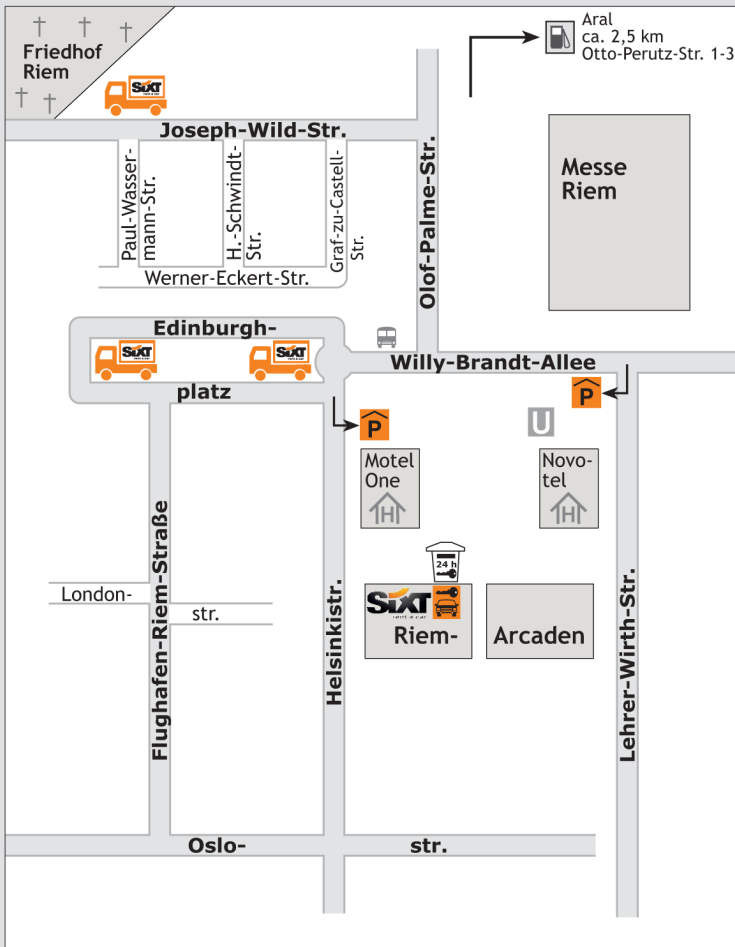 Aral
ca. 2,5 km
Otto-Perutz-Str. 1-3
Friedhof
Riem
SIXT
Joseph-Wild-Str.
Messe
Riem
Paul-Wasser-
mann-Str.
H.-Schwindt-
Str.
Graf-zu-Castell-
Str.
Olof-Palme-Str.
Werner-Eckert-Str.
Edinburgh-
SIXT
SIXT
Willy-Brandt-Allee
platz
P
P
U
Motel
One
H
Novo-
tel
H
Flughafen-Riem-Straße
Helsinkistr.
Lehrer-Wirth-Str.
24 h
London-
str.
SIXT
Riem-
Arcaden
Oslo-
str.